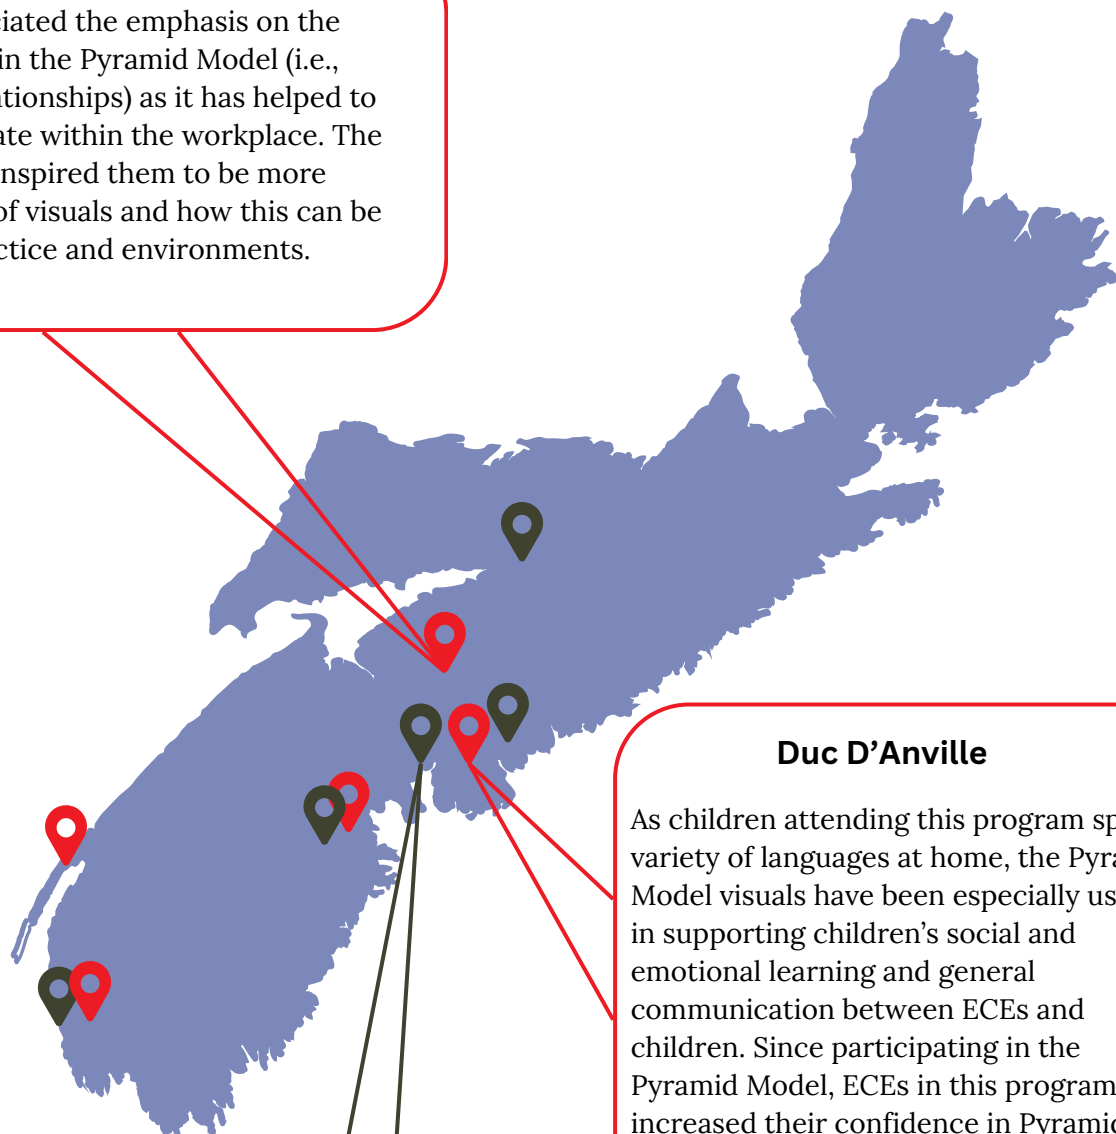 ciated the emphasis on the
in the Pyramid Model (i.e.,
tionships) as it has helped to
ate within the workplace. The
nspired them to be more
of visuals and how this can be
ctice and environments.
Duc D’Anville
As children attending this program sp
variety of languages at home, the Pyra
Model visuals have been especially us
in supporting children’s social and
emotional learning and general
communication between ECEs and
children. Since participating in the
Pyramid Model, ECEs in this program
increased their confidence in Pyramid